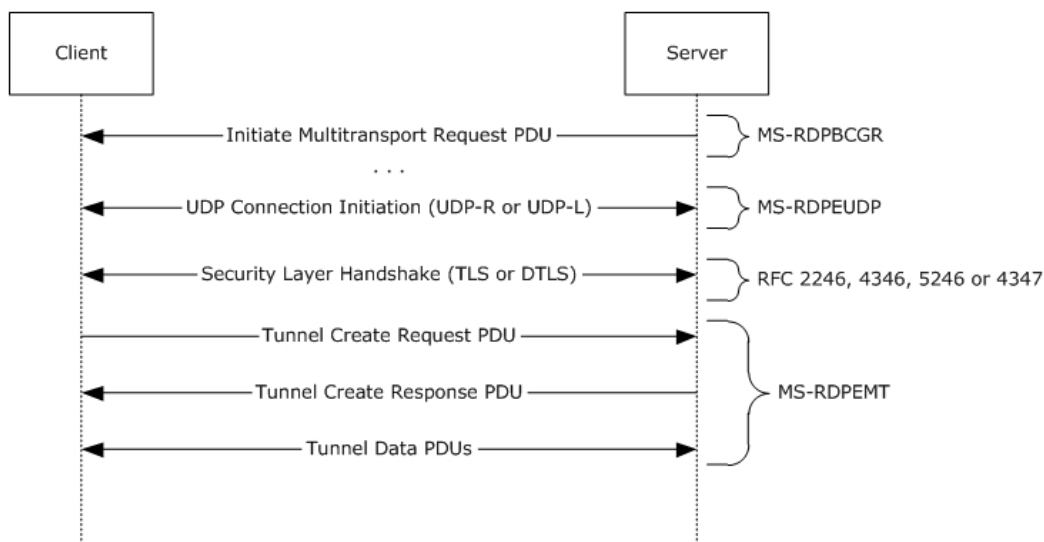 Client
Server
Initiate Multitransport Request PDU
MS-RDPBCGR
. . .
UDP Connection Initiation (UDP-R or UDP-L)
MS-RDPEUDP
Security Layer Handshake (TLS or DTLS)
RFC 2246, 4346, 5246 or 4347
Tunnel Create Request PDU
Tunnel Create Response PDU
MS-RDPEMT
Tunnel Data PDUs